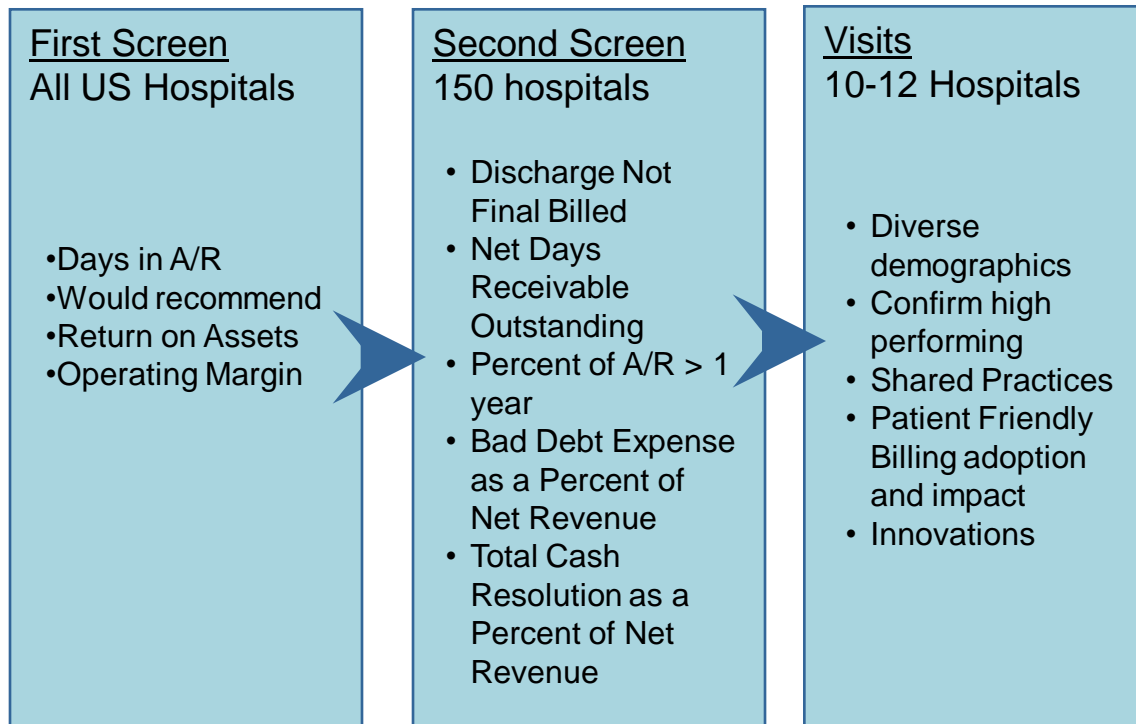 First Screen
All US Hospitals
•Days in A/R
•Would recommend
•Return on Assets
•Operating Margin
Second Screen
150 hospitals
• Discharge Not
Final Billed
• Net Days
Receivable
Outstanding
• Percent of A/R > 1
year
• Bad Debt Expense
as a Percent of
Net Revenue
• Total Cash
Resolution as a
Percent of Net
Revenue
Visits
10-12 Hospitals
• Diverse
demographics
• Confirm high
performing
• Shared Practices
• Patient Friendly
Billing adoption
and impact
• Innovations